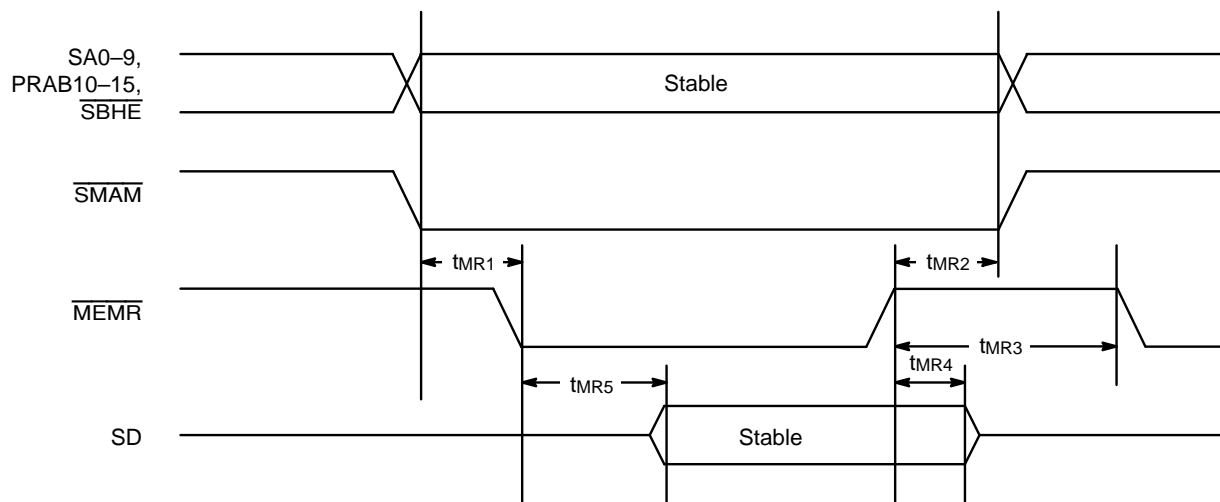 SA0–9,
PRAB10–15,
SBHE
Stable
SMAM
tMR1
tMR2
MEMR
tMR3
tMR4
tMR5
SD
Stable